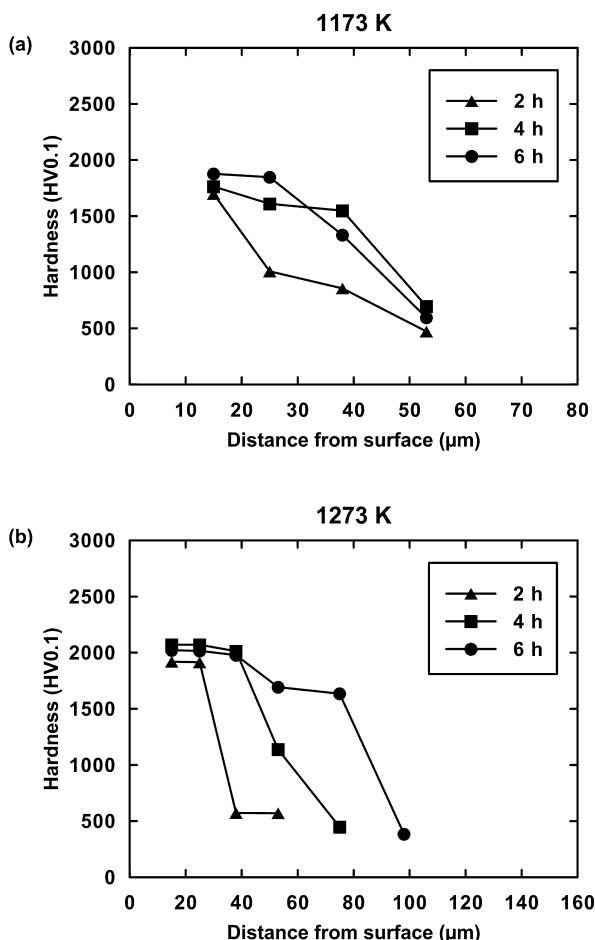 (a)
1173 K
3000
2500
2000
1500
1000
500
0
Hardness (HV0.1)
2 h
4 h
6 h
0 10 20 30 40 50 60 70 80
Distance from surface (µm)
(b)
1273 K
3000
2500
2000
1500
1000
500
0
Hardness (HV0.1)
2 h
4 h
6 h
0 20 40 60 80 100 120 140 160
Distance from surface (µm)